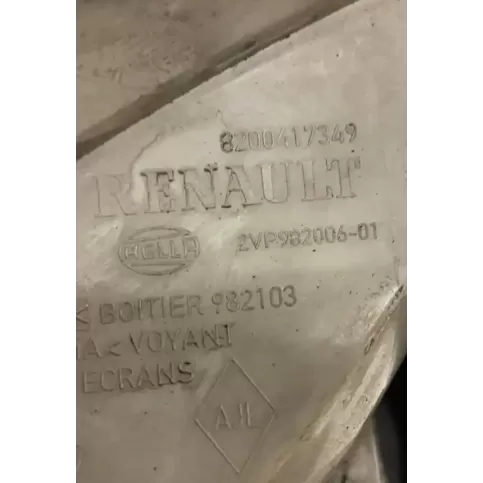 8200417349
RENAULT
HELLA 2VP982006-01
< BOITIER 982103
A< VOYANT
ECRANS